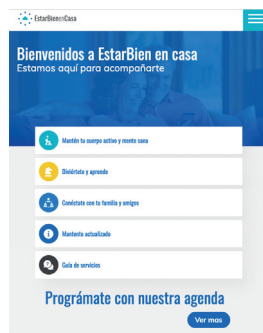 EstarBienenCasa
Bienvenidos a EstarBien en casa
Estamos aquí para acompañarte
Mantén tu cuerpo activo y mente sana
Diviértete y aprende
Conéctate con tu familia y amigos
Mantente actualizado
Guía de servicios
Prográmate con nuestra agenda
Ver mas